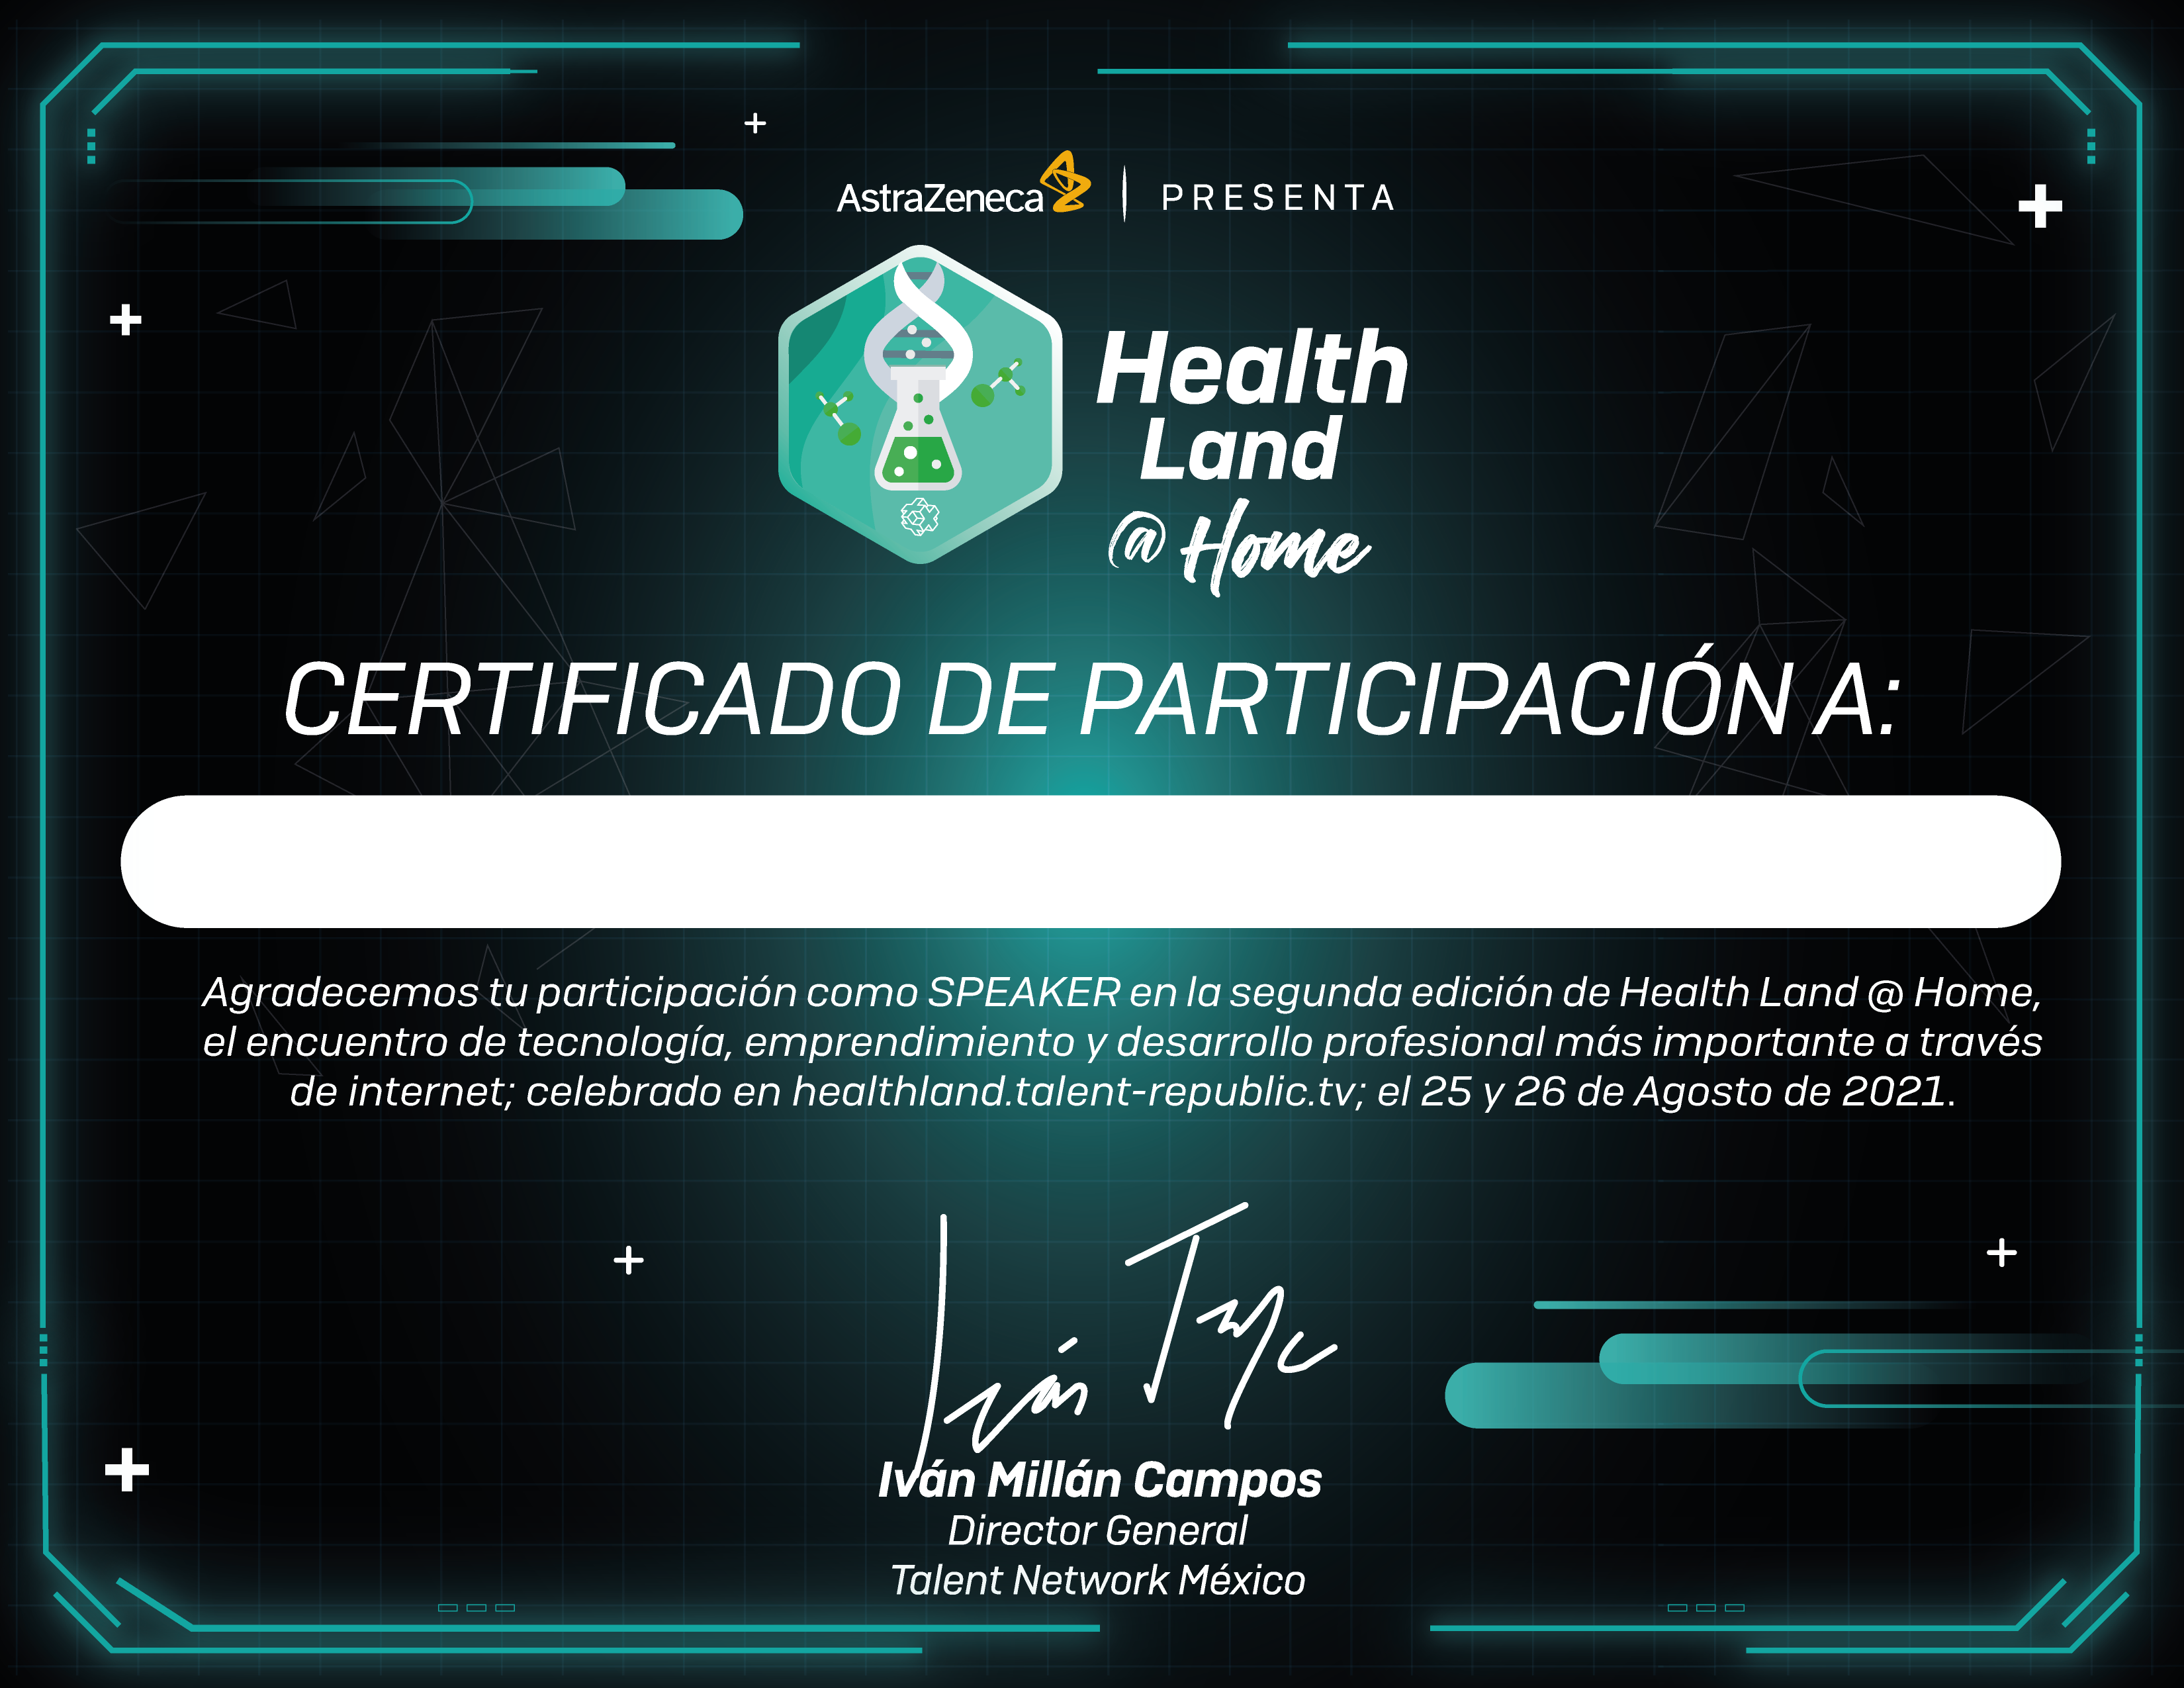 AstraZeneca | PRESENTA
Health
Land
@ Home
CERTIFICADO DE PARTICIPACIÓN A:
Agradecemos tu participación como SPEAKER en la segunda edición de Health Land @ Home,
el encuentro de tecnología, emprendimiento y desarrollo profesional más importante a través
de internet; celebrado en healthland.talent-republic.tv; el 25 y 26 de Agosto de 2021.
Iván Millán Campos
Director General
Talent Network México